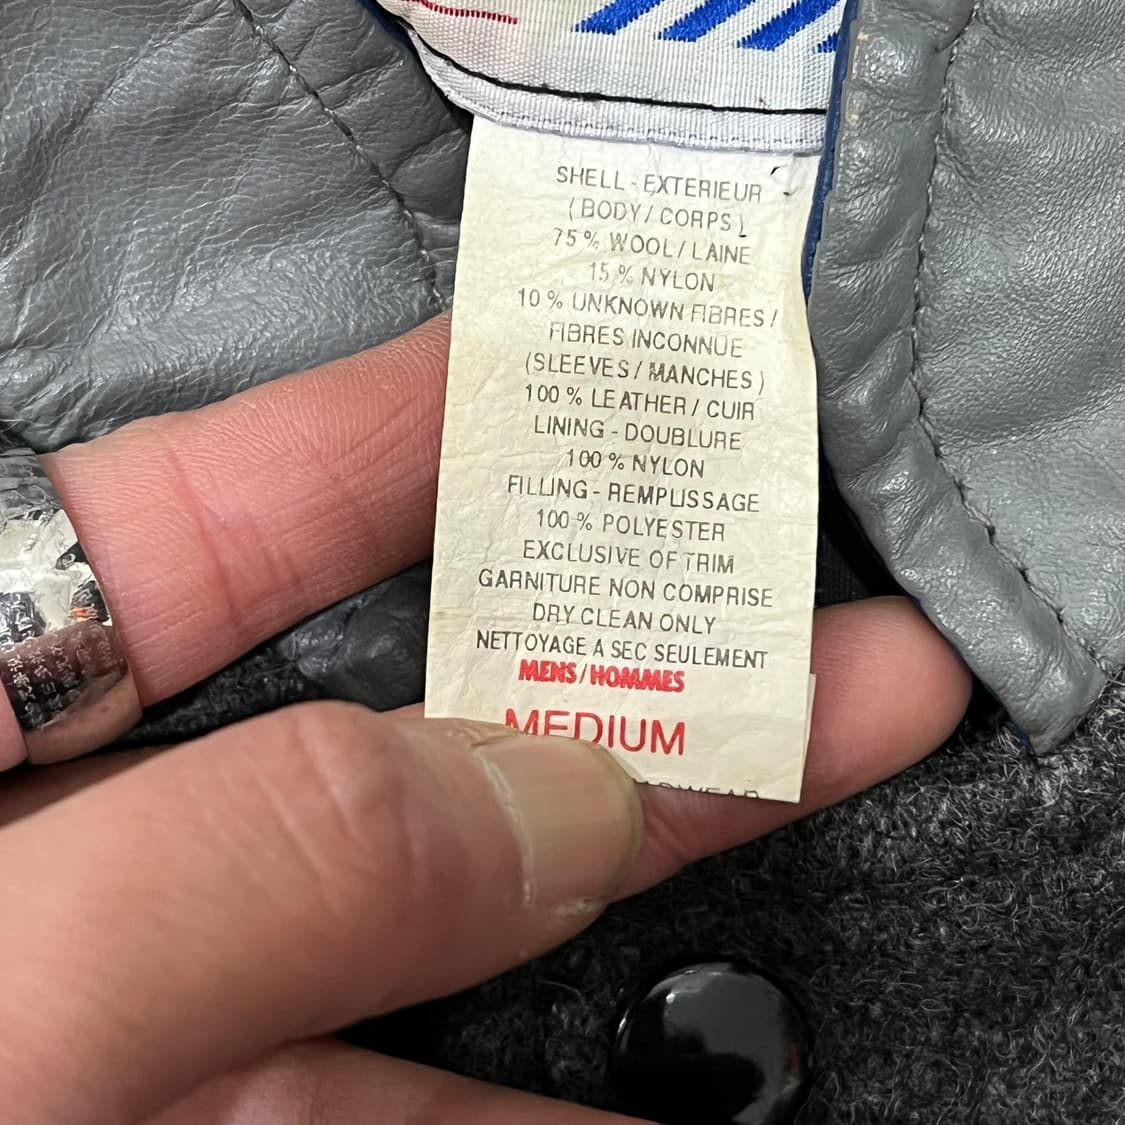 SHELL - EXTERIEUR
( BODY / CORPS )
75 % WOOL / LAINE
15 % NYLON
10 % UNKNOWN FIBRES /
FIBRES INCONNUE
(SLEEVES / MANCHES )
100 % LEATHER / CUIR
LINING - DOUBLURE
100 % NYLON
FILLING - REMPLISSAGE
100 % POLYESTER
EXCLUSIVE OF TRIM
GARNITURE NON COMPRISE
DRY CLEAN ONLY
NETTOYAGE A SEC SEULEMENT
MENS / HOMMES
MEDIUM